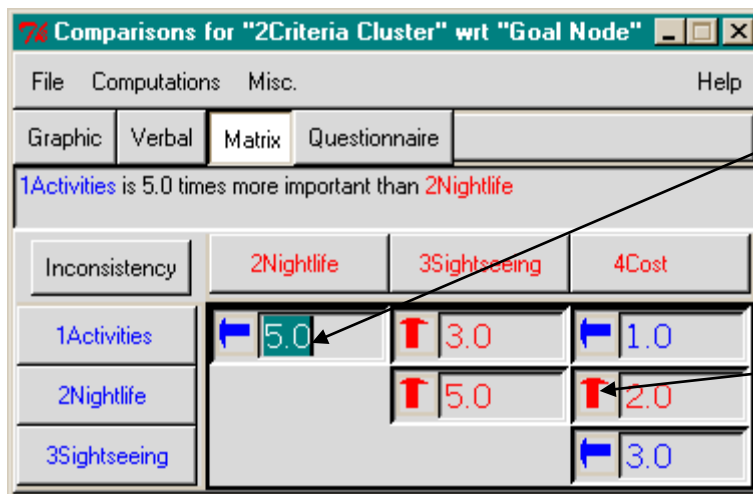 Comparisons for "2Criteria Cluster" wrt "Goal Node"
File Computations Misc. Help
Graphic Verbal Matrix Questionnaire
1Activities is 5.0 times more important than 2Nightlife
Inconsistency 2Nightlife 3Sightseeing 4Cost
1Activities 5.0 3.0 1.0
2Nightlife 5.0 2.0
3Sightseeing 3.0